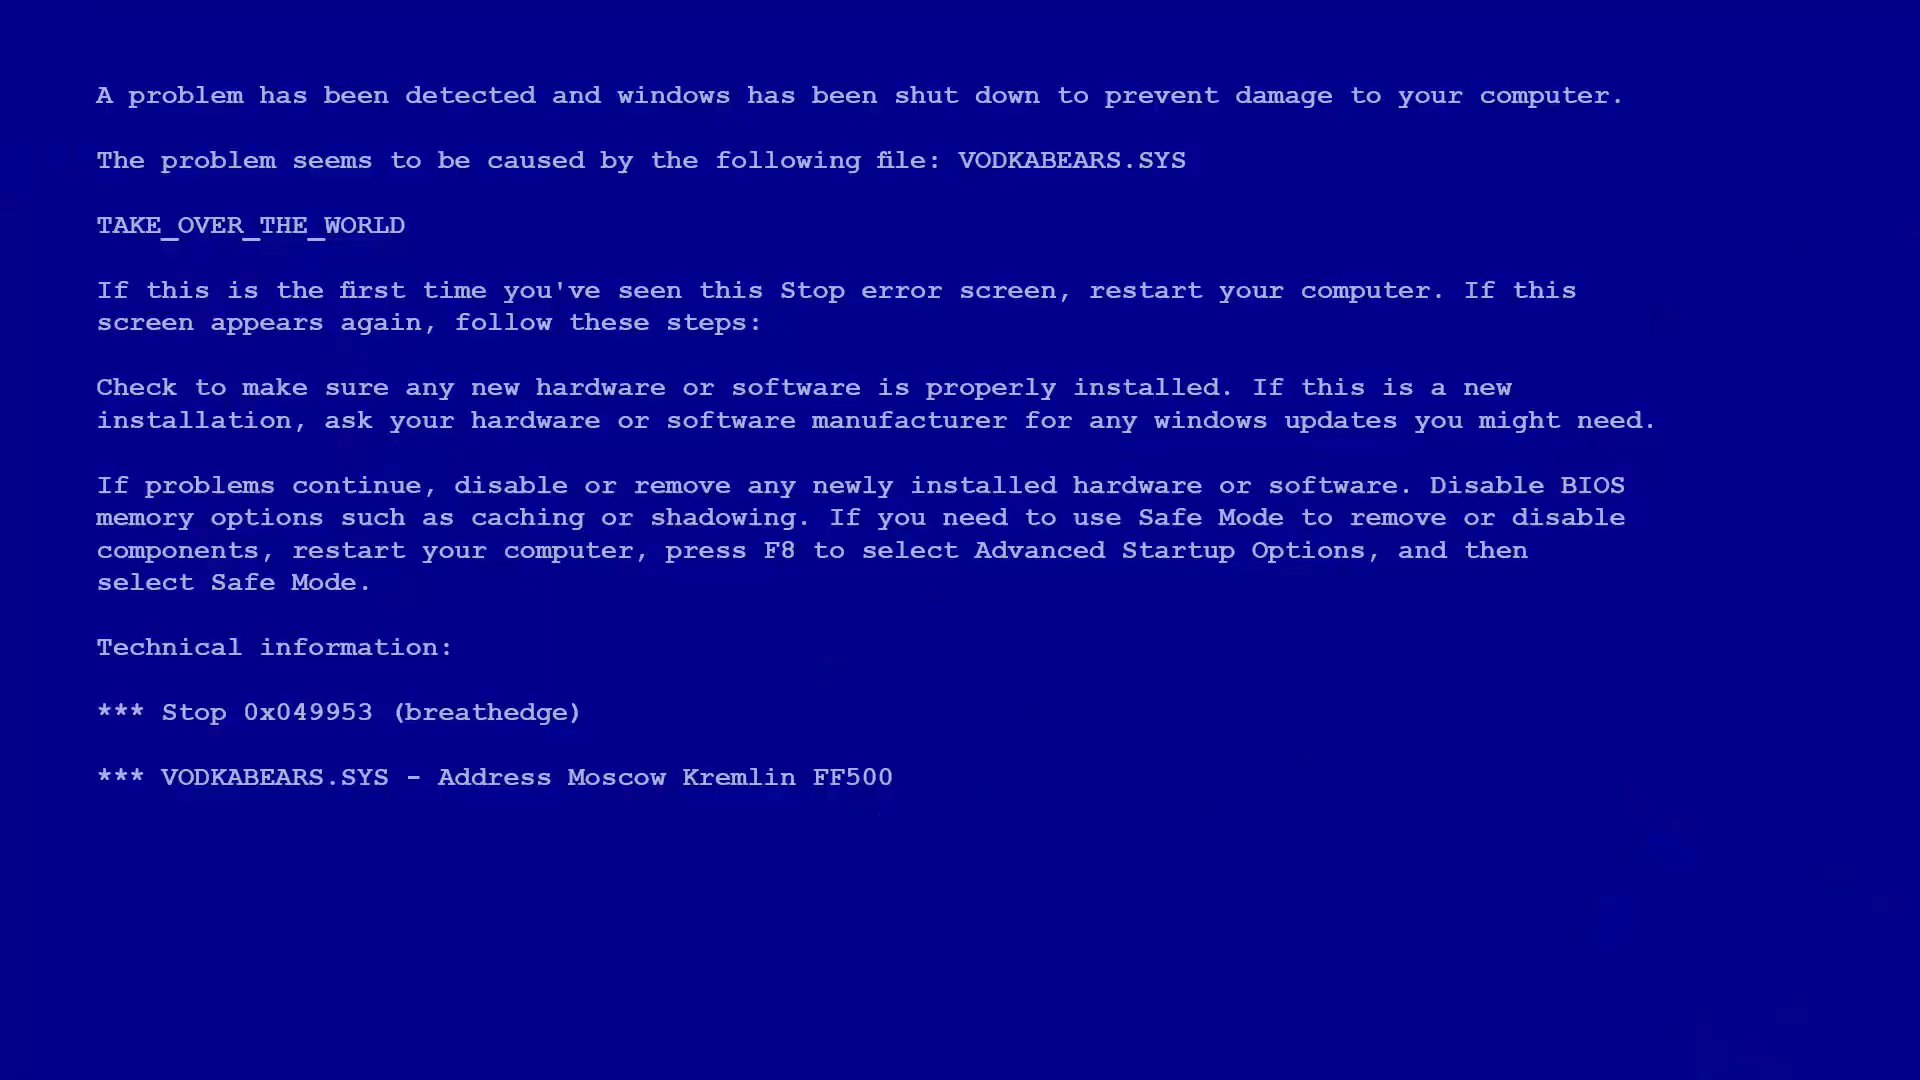 A problem has been detected and windows has been shut down to prevent damage to your computer.
The problem seems to be caused by the following file: VODKABEARS.SYS
TAKE_OVER_THE_WORLD
If this is the first time you've seen this Stop error screen, restart your computer. If this
screen appears again, follow these steps:
Check to make sure any new hardware or software is properly installed. If this is a new
installation, ask your hardware or software manufacturer for any windows updates you might need.
If problems continue, disable or remove any newly installed hardware or software. Disable BIOS
memory options such as caching or shadowing. If you need to use Safe Mode to remove or disable
components, restart your computer, press F8 to select Advanced Startup Options, and then
select Safe Mode.
Technical information:
*** Stop 0x049953 (breathedge)
*** VODKABEARS.SYS - Address Moscow Kremlin FF500